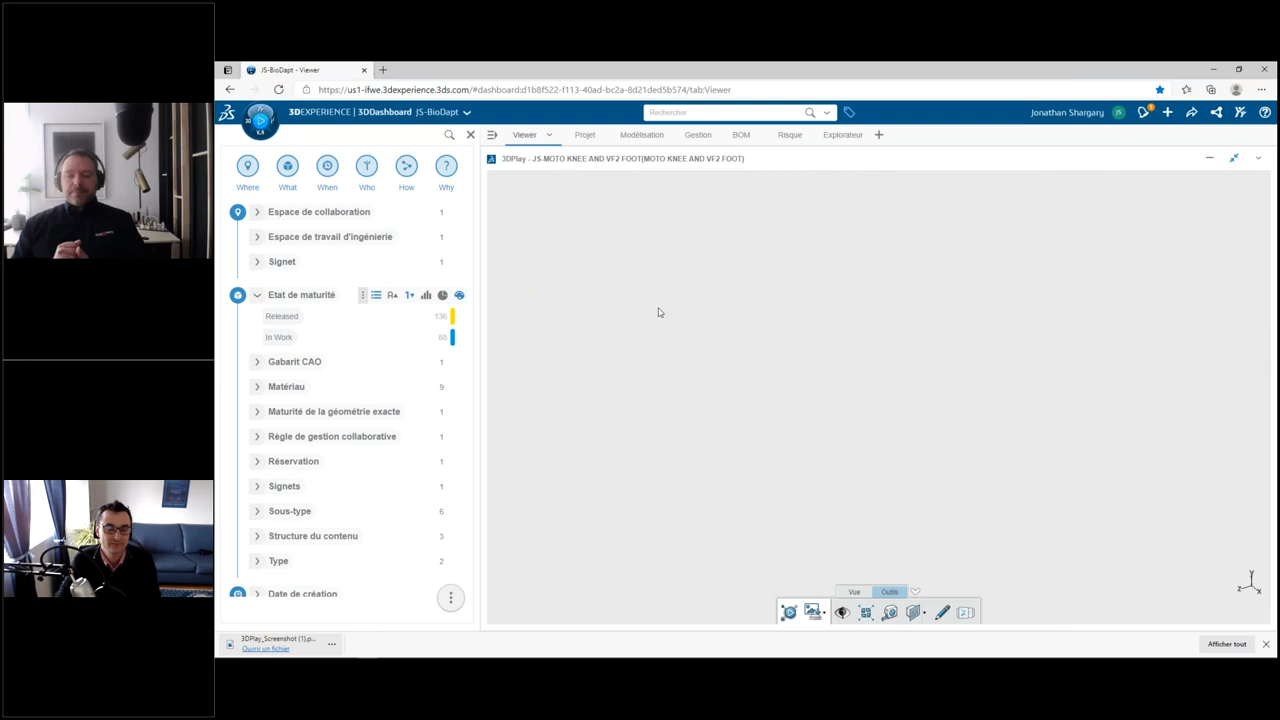 JS-BioDapt - Viewer
https://us1-ifwe.3dexperience.3ds.com/#dashboard:d1b8f522-f113-40ad-bc2a-8d21ded5b574/tab:Viewer
3DEXPERIENCE | 3DDashboard JS-BioDapt
Rechercher
Jonathan Shargary
JS
Viewer Projet Modélisation Gestion BOM Risque Explorateur
3DPlay - JS-MOTO KNEE AND VF2 FOOT(MOTO KNEE AND VF2 FOOT)
Where What When Who How Why
Espace de collaboration 1
Espace de travail d'ingénierie 1
Signet 1
Etat de maturité
Released 136
In Work 88
Gabarit CAO 1
Matériau 9
Maturité de la géométrie exacte 1
Règle de gestion collaborative 1
Réservation 1
Signets 1
Sous-type 6
Structure du contenu 3
Type 2
Date de création
Vue Outils
3DPlay_Screenshot (1).p...
Ouvrir un fichier
Afficher tout